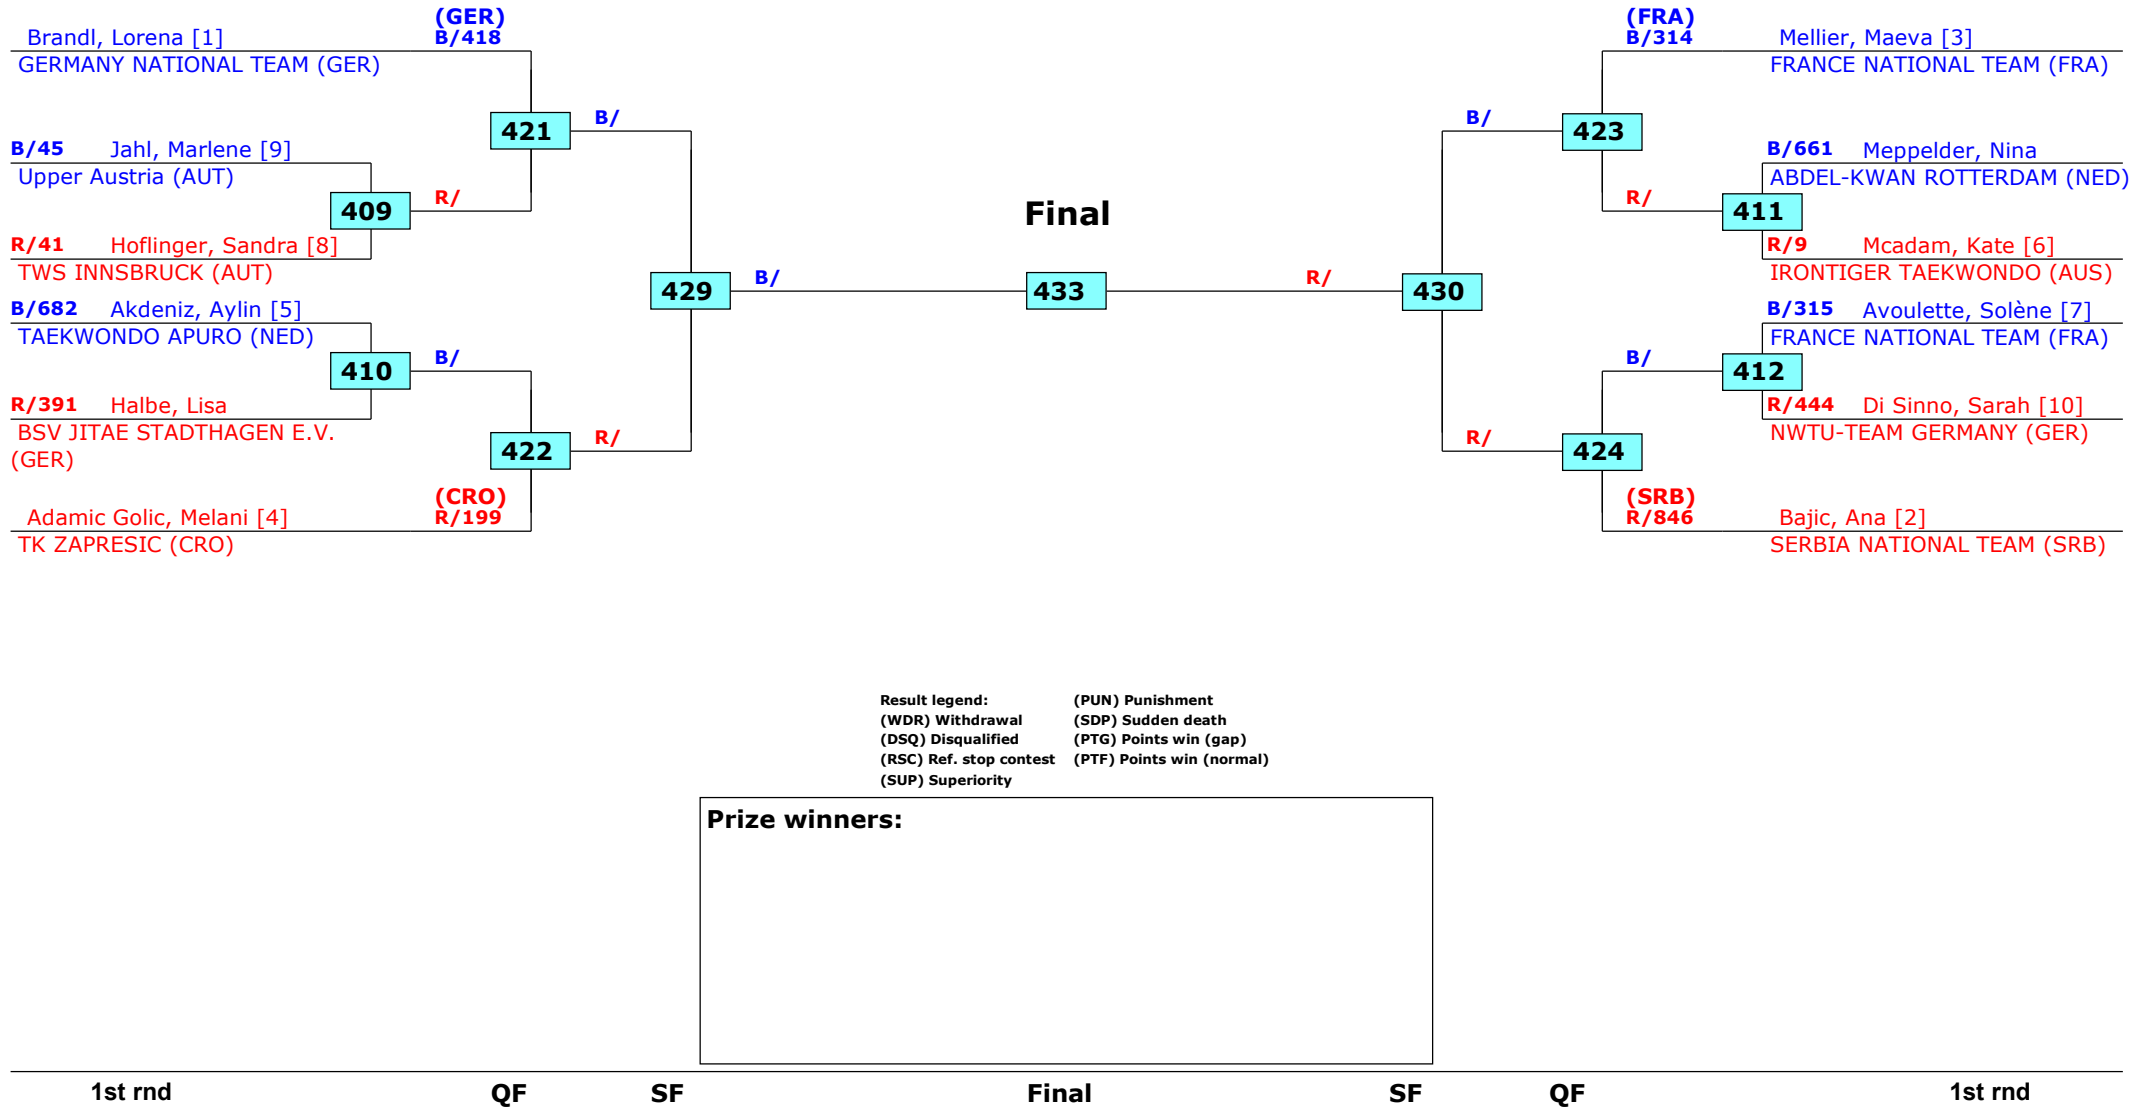 (GER)
Brandl, Lorena [1] B/418
GERMANY NATIONAL TEAM (GER)
421
B/
B/45 Jahl, Marlene [9]
Upper Austria (AUT)
409
R/
R/41 Hoflinger, Sandra [8]
TWS INNSBRUCK (AUT)
429
B/
B/682 Akdeniz, Aylin [5]
TAEKWONDO APURO (NED)
410
B/
R/391 Halbe, Lisa
BSV JITAE STADTHAGEN E.V.
(GER)
422
R/
(CRO)
Adamic Golic, Melani [4] R/199
TK ZAPRESIC (CRO)
Final
433
(FRA)
B/314 Mellier, Maeva [3]
FRANCE NATIONAL TEAM (FRA)
B/
423
B/661 Meppelder, Nina
ABDEL-KWAN ROTTERDAM (NED)
R/
411
R/9 Mcadam, Kate [6]
IRONTIGER TAEKWONDO (AUS)
R/
430
B/315 Avoulette, Solène [7]
FRANCE NATIONAL TEAM (FRA)
B/
412
R/444 Di Sinno, Sarah [10]
NWTU-TEAM GERMANY (GER)
R/
424
(SRB)
R/846 Bajic, Ana [2]
SERBIA NATIONAL TEAM (SRB)
Result legend: (PUN) Punishment
(WDR) Withdrawal (SDP) Sudden death
(DSQ) Disqualified (PTG) Points win (gap)
(RSC) Ref. stop contest (PTF) Points win (normal)
(SUP) Superiority
Prize winners:
1st rnd QF SF Final SF QF 1st rnd